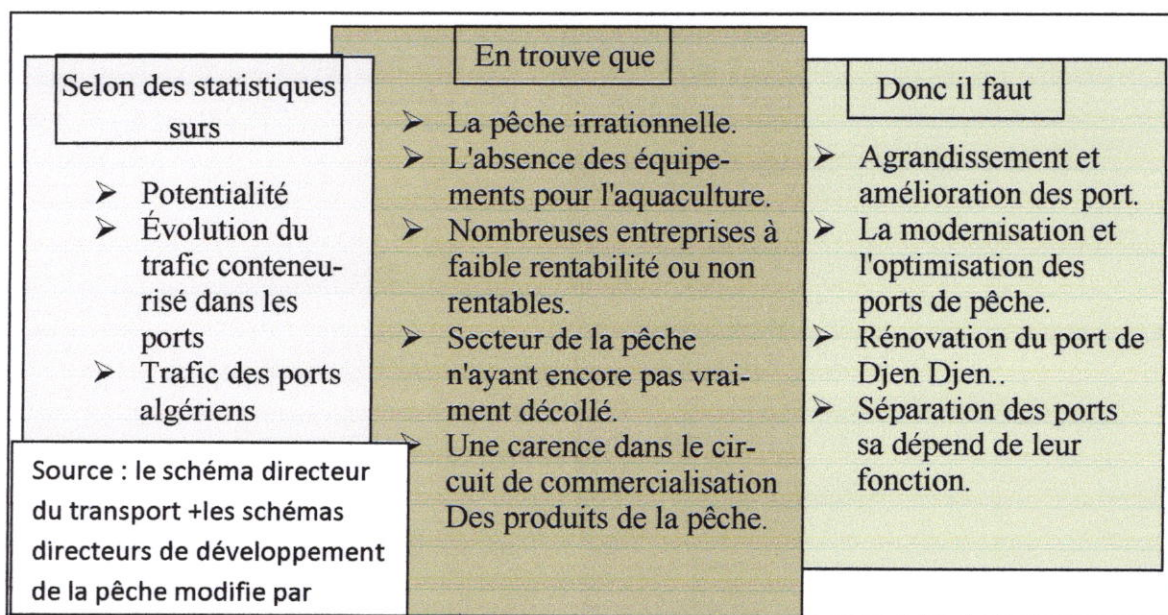 Selon des statistiques
surs
➢ Potentialité
➢ Évolution du
trafic conteneu-
risé dans les
ports
➢ Trafic des ports
algériens
Source : le schéma directeur
du transport +les schémas
directeurs de développement
de la pêche modifie par
En trouve que
➢ La pêche irrationnelle.
➢ L'absence des équipe-
ments pour l'aquaculture.
➢ Nombreuses entreprises à
faible rentabilité ou non
rentables.
➢ Secteur de la pêche
n'ayant encore pas vrai-
ment décollé.
➢ Une carence dans le cir-
cuit de commercialisation
Des produits de la pêche.
Donc il faut
➢ Agrandissement et
amélioration des port.
➢ La modernisation et
l'optimisation des
ports de pêche.
➢ Rénovation du port de
Djen Djen..
➢ Séparation des ports
sa dépend de leur
fonction.